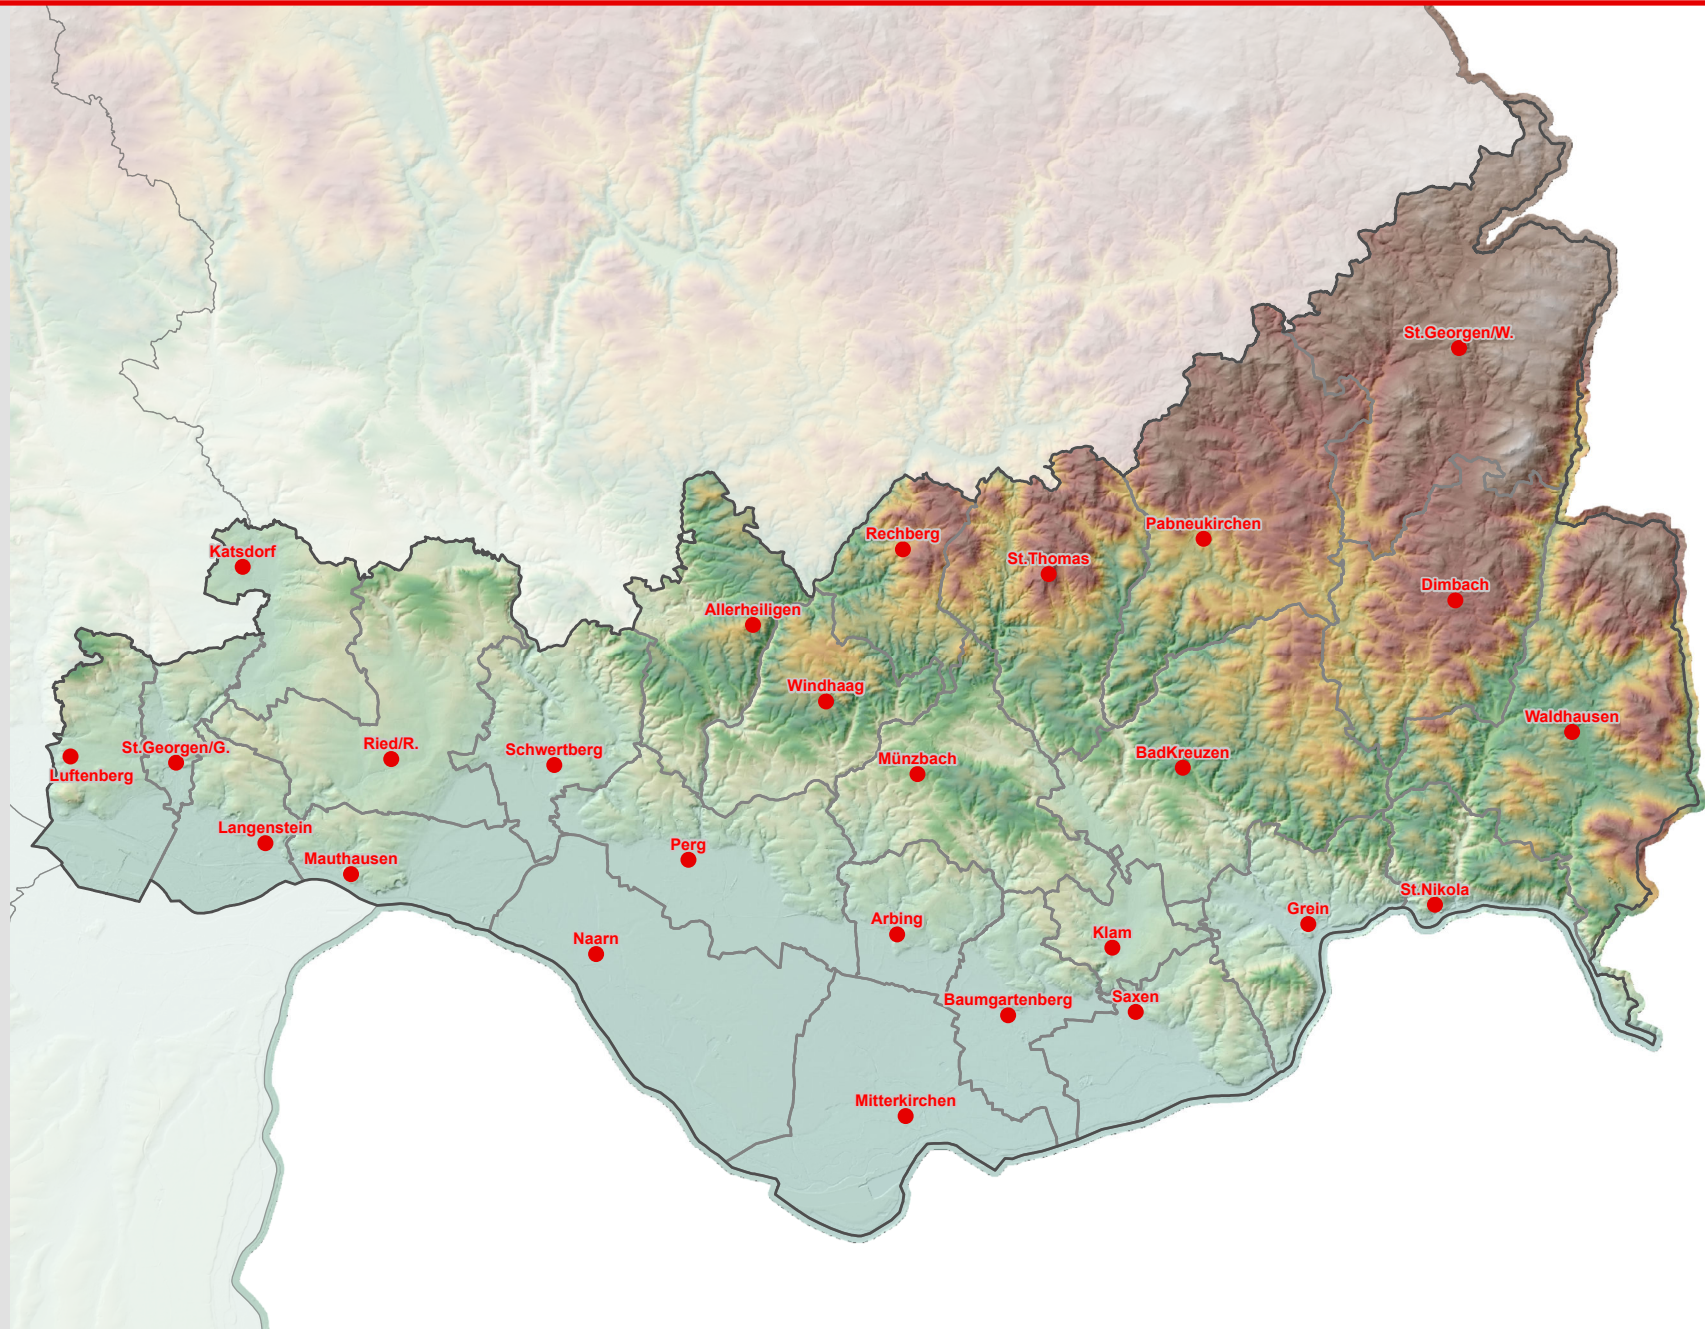 St.Georgen/W.
Pabneukirchen
Rechberg
Katsdorf
St.Thomas
Dimbach
Allerheiligen
Windhaag
Waldhausen
Ried/R.
St.Georgen/G.
Schwertberg
BadKreuzen
Münzbach
Luftenberg
Langenstein
Perg
Mauthausen
St.Nikola
Grein
Arbing
Klam
Naarn
Saxen
Baumgartenberg
Mitterkirchen